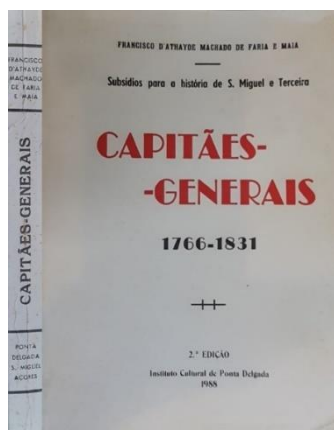 FRANCISCO
D'ATHAYDE
MACHADO
DE FARIA
E MAIA
CAPITÃES-GENERAIS
PONTA
DELGADA
S. MIGUEL
AÇORES
FRANCISCO D'ATHAYDE MACHADO DE FARIA E MAIA
Subsídios para a história de S. Miguel e Terceira
CAPITÃES-
-GENERAIS
1766-1831
2.ª EDIÇÃO
Instituto Cultural de Ponta Delgada
1988